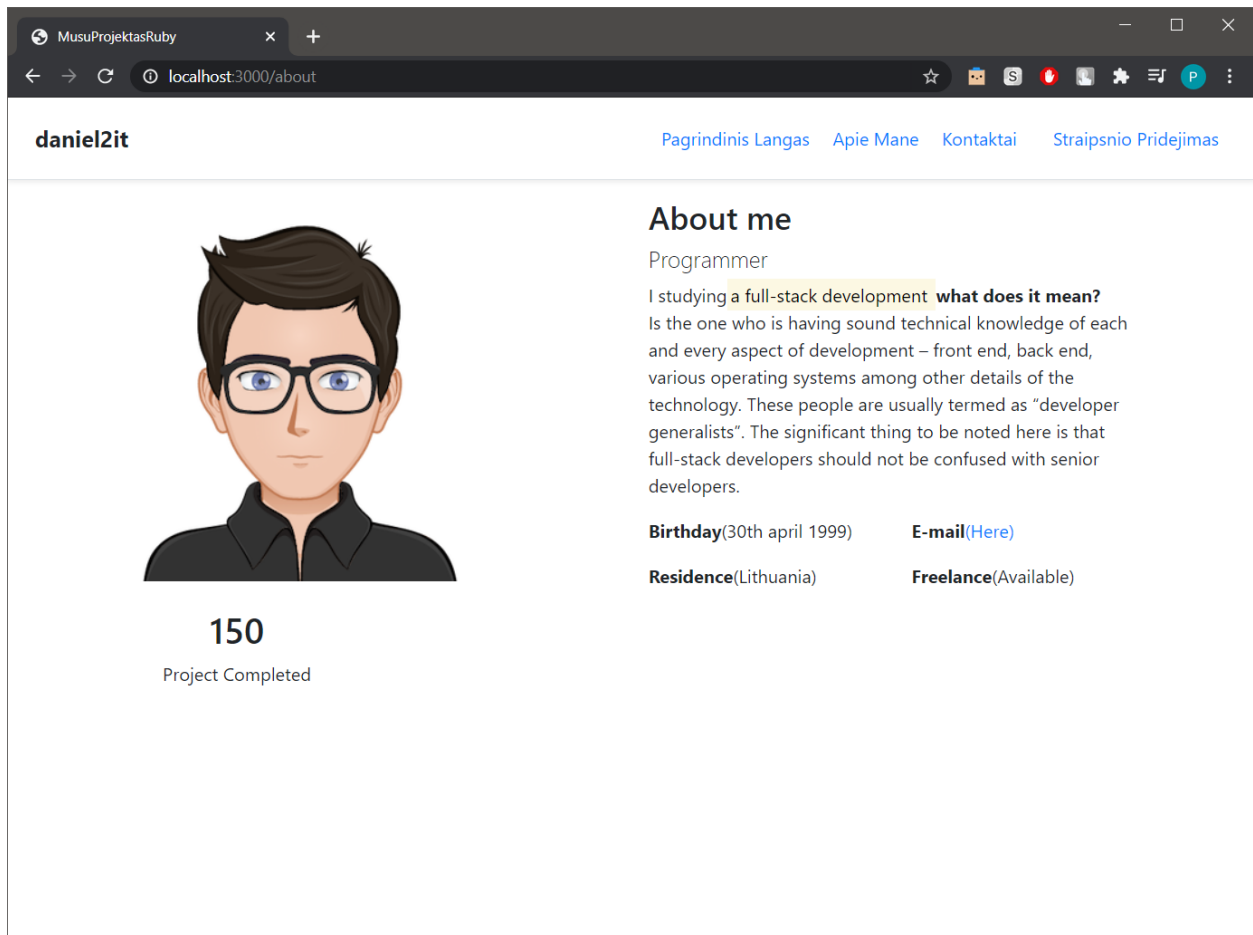 MusuProjektasRuby
localhost:3000/about
S
P
daniel2it
Pagrindinis Langas Apie Mane Kontaktai Straipsnio Pridejimas
About me
Programmer
I studying a full-stack development what does it mean?
Is the one who is having sound technical knowledge of each
and every aspect of development – front end, back end,
various operating systems among other details of the
technology. These people are usually termed as “developer
generalists”. The significant thing to be noted here is that
full-stack developers should not be confused with senior
developers.
Birthday(30th april 1999) E-mail(Here)
Residence(Lithuania) Freelance(Available)
150
Project Completed